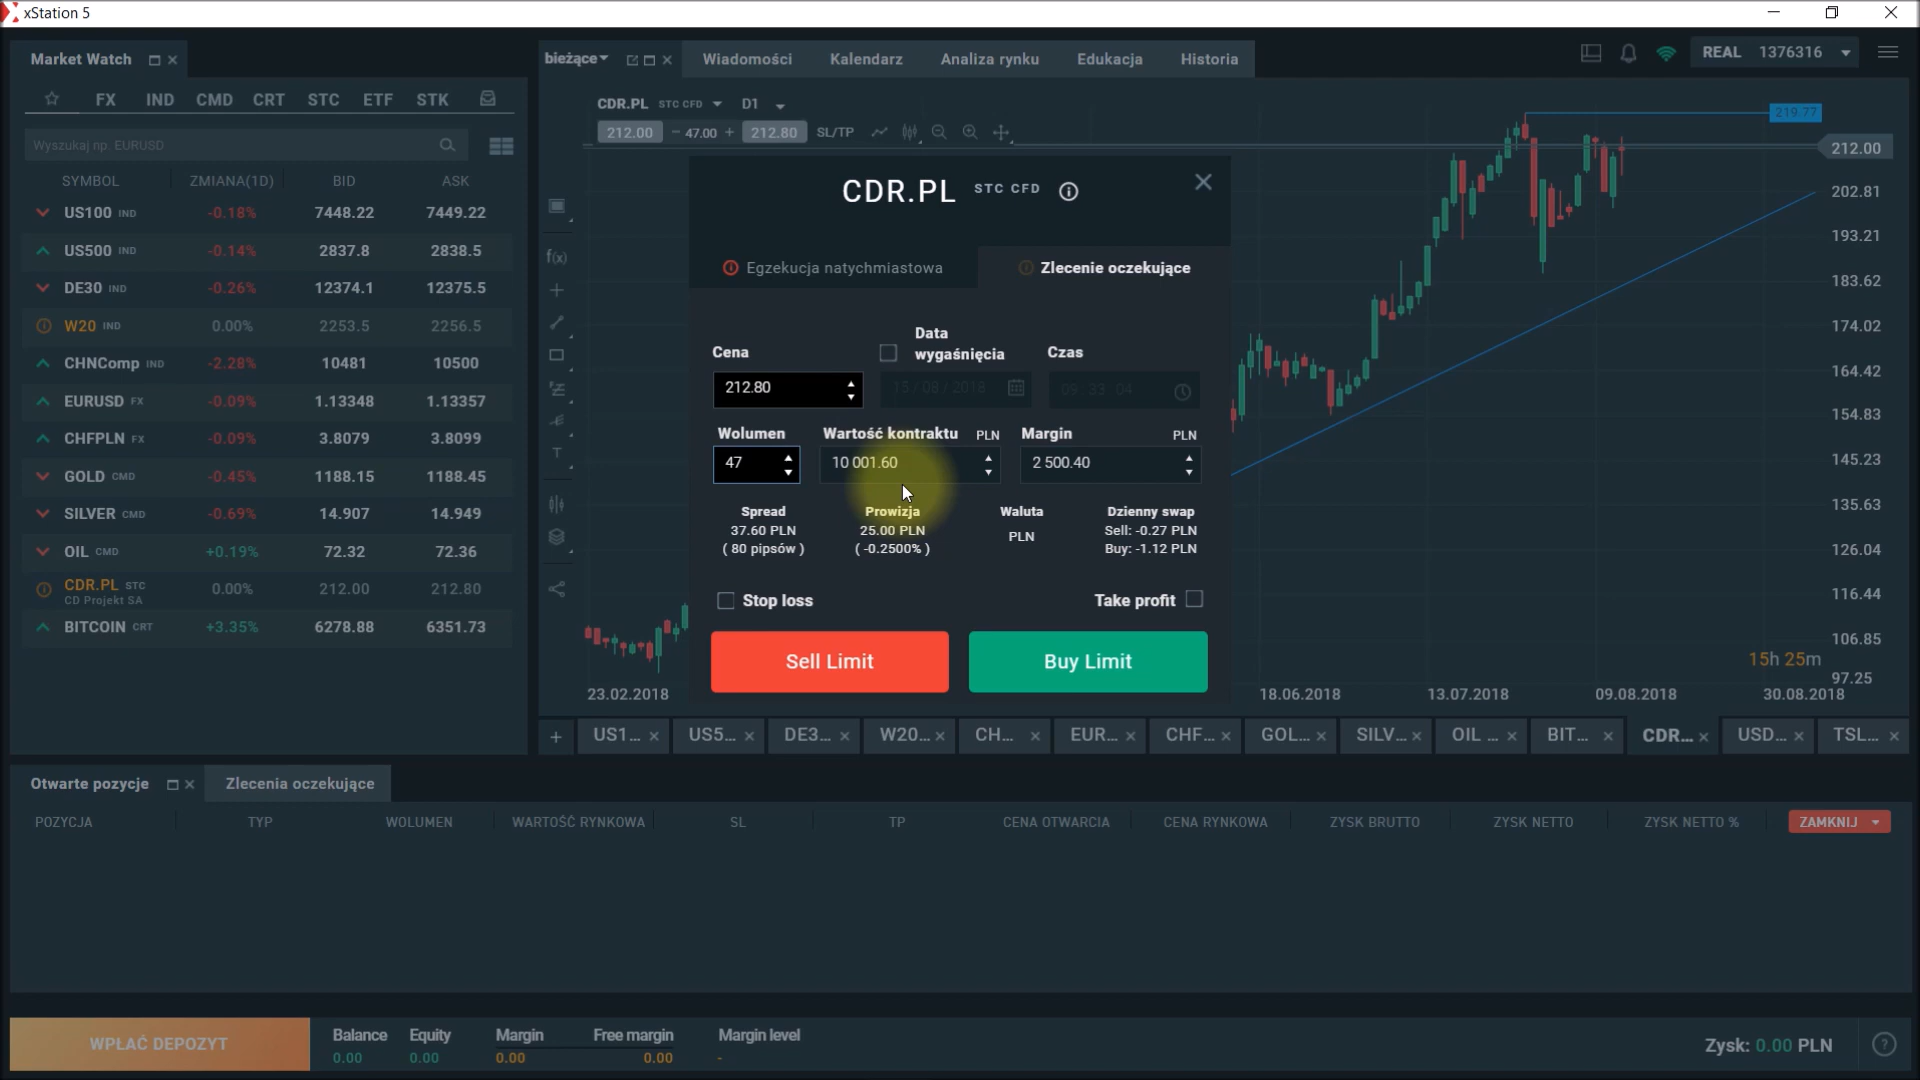 xStation 5
Market Watch
bieżące
Wiadomości
Kalendarz
Analiza rynku
Edukacja
Historia
REAL 1376316
FX IND CMD CRT STC ETF STK
Wyszukaj np. EURUSD
SYMBOL ZMIANA(1D) BID ASK
US100 IND -0.18% 7448.22 7449.22
US500 IND -0.14% 2837.8 2838.5
DE30 IND -0.26% 12374.1 12375.5
W20 IND 0.00% 2253.5 2256.5
CHNComp IND -2.28% 10481 10500
EURUSD FX -0.09% 1.13348 1.13357
CHFPLN FX -0.09% 3.8079 3.8099
GOLD CMD -0.45% 1188.15 1188.45
SILVER CMD -0.69% 14.907 14.949
OIL CMD +0.19% 72.32 72.36
CDR.PL STC 0.00% 212.00 212.80
CD Projekt SA
BITCOIN CRT +3.35% 6278.88 6351.73
CDR.PL STC CFD D1
212.00 - 47.00 + 212.80 SL/TP
f(x)
T
219.77
212.00
202.81
193.21
183.62
174.02
164.42
154.83
145.23
135.63
126.04
116.44
106.85
97.25
15h 25m
23.02.2018 18.06.2018 13.07.2018 09.08.2018 30.08.2018
CDR.PL STC CFD
Egzekucja natychmiastowa
Zlecenie oczekujące
Cena
Data wygaśnięcia
Czas
212.80
13 / 08 / 2018
09 33 04
Wolumen
Wartość kontraktu PLN
Margin PLN
47
10 001.60
2 500.40
Spread
37.60 PLN
( 80 pipsów )
Prowizja
25.00 PLN
( -0.2500% )
Waluta
PLN
Dzienny swap
Sell: -0.27 PLN
Buy: -1.12 PLN
Stop loss
Take profit
Sell Limit
Buy Limit
+ US1... US5... DE3... W20... CH... EUR... CHF... GOL... SILV... OIL ... BIT... CDR... USD... TSL...
Otwarte pozycje
Zlecenia oczekujące
POZYCJA TYP WOLUMEN WARTOŚĆ RYNKOWA SL TP CENA OTWARCIA CENA RYNKOWA ZYSK BRUTTO ZYSK NETTO ZYSK NETTO % ZAMKNIJ
WPŁAĆ DEPOZYT
Balance Equity Margin Free margin Margin level
0.00 0.00 0.00 0.00 -
Zysk: 0.00 PLN
?